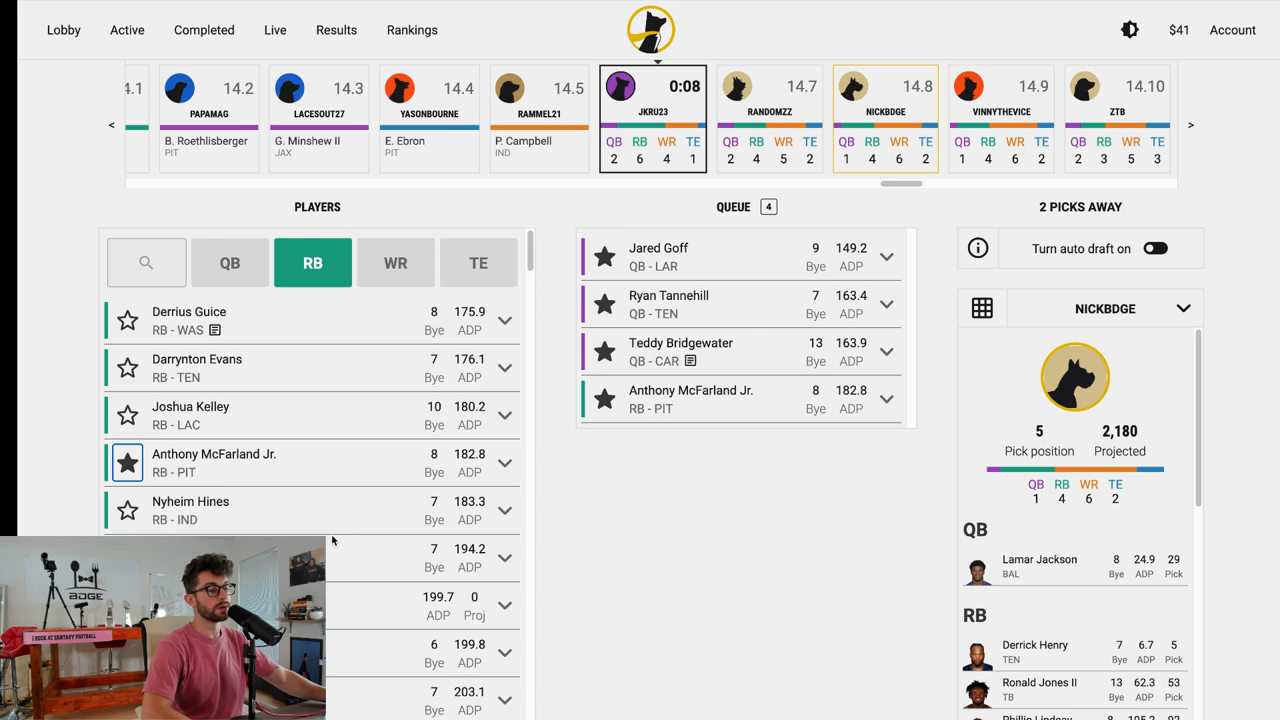 Lobby Active Completed Live Results Rankings $41 Account
4.1 14.2 14.3 14.4 14.5 0:08 14.7 14.8 14.9 14.10
PAPAMAG LACESOUT27 YASONBOURNE RAMMEL21 JKRU23 RANDOMZZ NICKBDGE VINNYTHEVICE ZTB
< B. Roethlisberger G. Minshew II E. Ebron P. Campbell QB RB WR TE QB RB WR TE QB RB WR TE QB RB WR TE QB RB WR TE >
PIT JAX PIT IND 2 6 4 1 2 4 5 2 1 4 6 2 1 4 6 2 2 3 5 3
PLAYERS
QB RB WR TE
Derrius Guice 8 175.9
RB - WAS Bye ADP
Darrynton Evans 7 176.1
RB - TEN Bye ADP
Joshua Kelley 10 180.2
RB - LAC Bye ADP
Anthony McFarland Jr. 8 182.8
RB - PIT Bye ADP
Nyheim Hines 7 183.3
RB - IND Bye ADP
7 194.2
Bye ADP
199.7 0
ADP Proj
6 199.8
Bye ADP
7 203.1
Bye ADP
QUEUE 4
Jared Goff 9 149.2
QB - LAR Bye ADP
Ryan Tannehill 7 163.4
QB - TEN Bye ADP
Teddy Bridgewater 13 163.9
QB - CAR Bye ADP
Anthony McFarland Jr. 8 182.8
RB - PIT Bye ADP
2 PICKS AWAY
Turn auto draft on
NICKBDGE
5 2,180
Pick position Projected
QB RB WR TE
1 4 6 2
QB
Lamar Jackson 8 24.9 29
BAL Bye ADP Pick
RB
Derrick Henry 7 6.7 5
TEN Bye ADP Pick
Ronald Jones II 13 62.3 53
TB Bye ADP Pick
Phillip Lindsay 8 105.2 92
BDGE
I SUCK AT FANTASY FOOTBALL